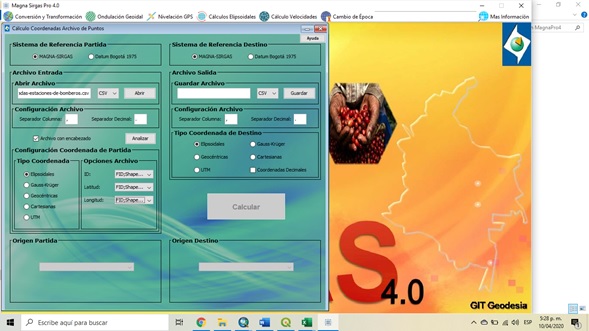 Magna Sirgas Pro 4.0
Conversión y Transformación
Ondulación Geoidal
Nivelación GPS
Cálculos Elipsoidales
Cálculo Velocidades
Cambio de Época
Mas Información
MagnaPro4
Cálculo Coordenadas Archivo de Puntos
Ayuda
Sistema de Referencia Partida
MAGNA-SIRGAS
Datum Bogotá 1975
Sistema de Referencia Destino
MAGNA-SIRGAS
Datum Bogotá 1975
Archivo Entrada
Abrir Archivo
das-estaciones-de-bomberos.csv
CSV
Abrir
Archivo Salida
Guardar Archivo
CSV
Guardar
Configuración Archivo
Separador Columna:
Separador Decimal:
Configuración Archivo
Separador Columna:
Separador Decimal:
Archivo con encabezado
Analizar
Configuración Coordenada de Partida
Tipo Coordenada
Elipsoidales
Gauss-Krüger
Geocéntricas
Cartesianas
UTM
Opciones Archivo
ID:
FID;Shape...
Latitud:
FID;Shape...
Longitud:
FID;Shape...
Tipo Coordenada de Destino
Elipsoidales
Gauss-Krüger
Geocéntricas
Cartesianas
UTM
Coordenadas Decimales
Calcular
Origen Partida
Origen Destino
S
4.0
GIT Geodesia
Escribe aquí para buscar
ESP
5:28 p. m.
10/04/2020